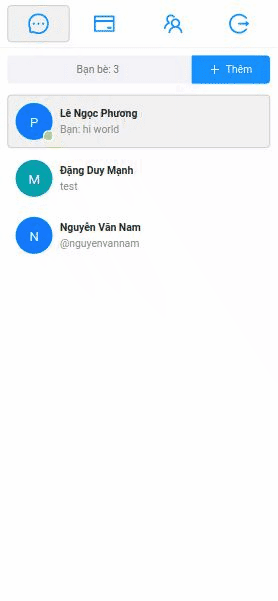 Bạn bè: 3
Thêm
P
Lê Ngọc Phương
Bạn: hi world
M
Đặng Duy Mạnh
test
N
Nguyễn Văn Nam
@nguyenvannam